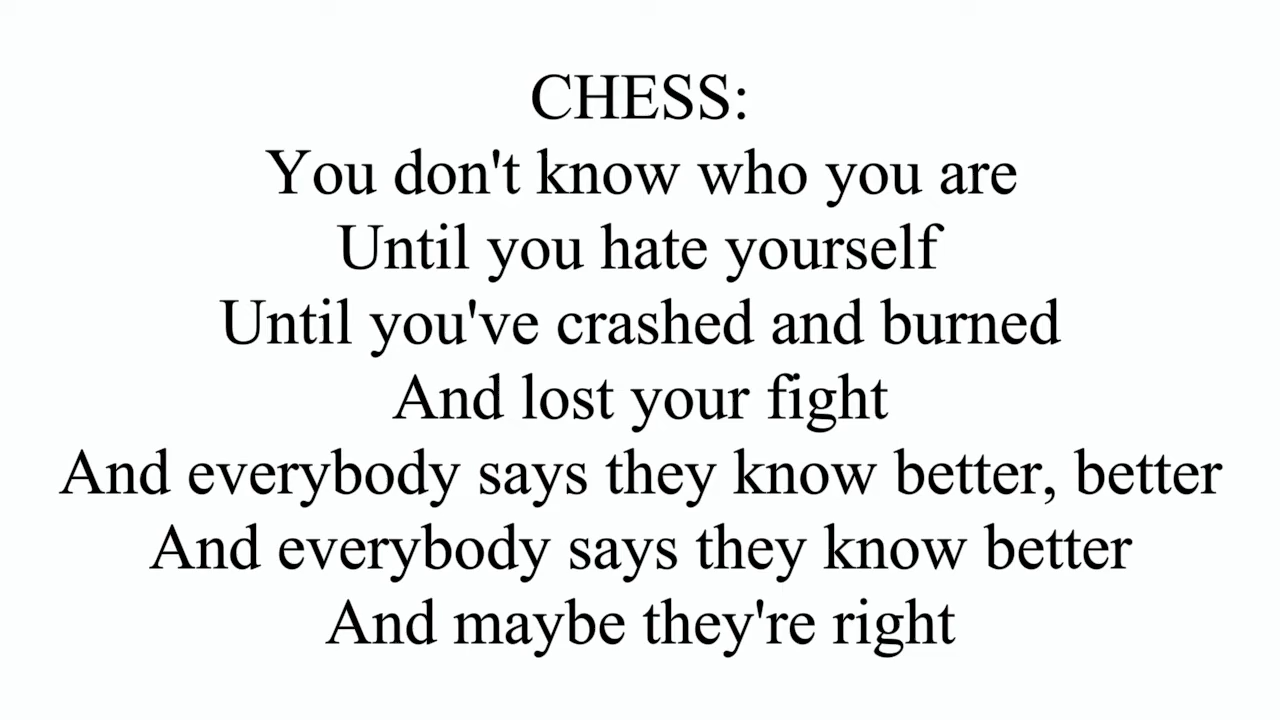 CHESS:
You don't know who you are
Until you hate yourself
Until you've crashed and burned
And lost your fight
And everybody says they know better, better
And everybody says they know better
And maybe they're right